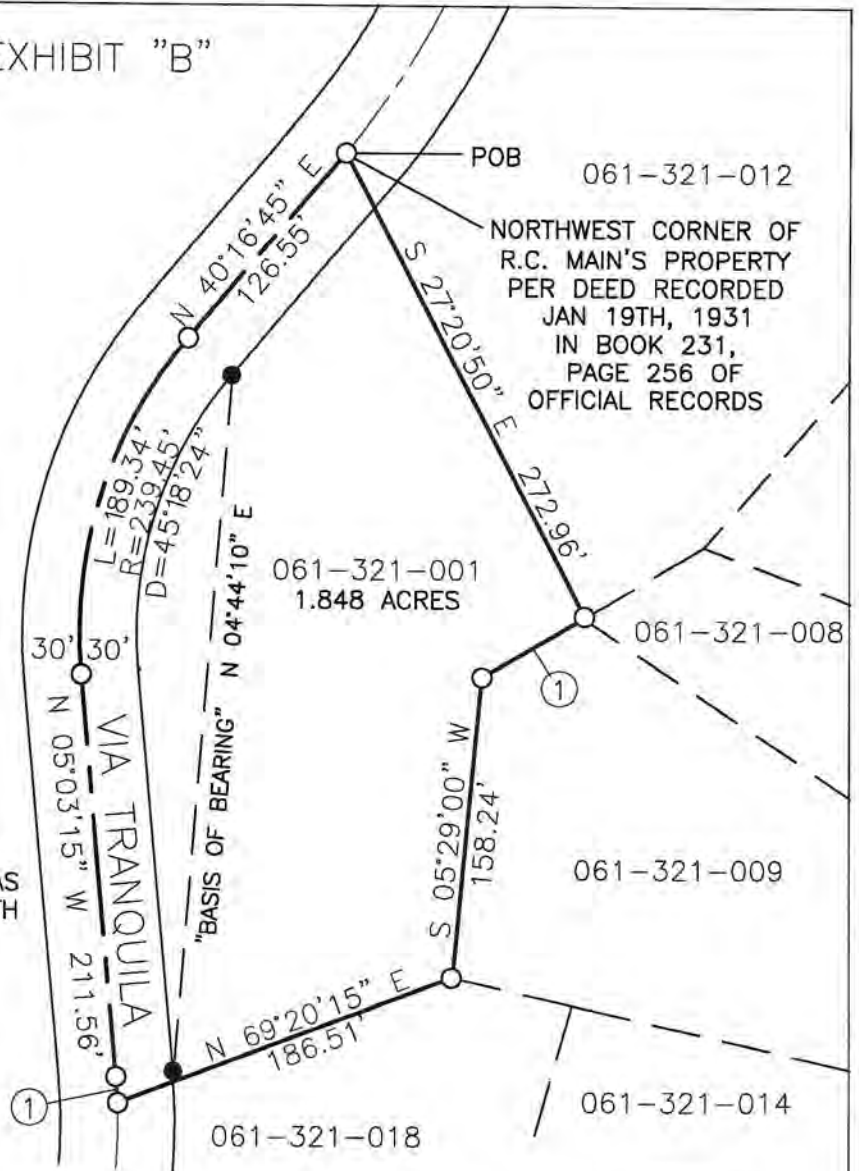 EXHIBIT "B"
POB
061-321-012
NORTHWEST CORNER OF
R.C. MAIN'S PROPERTY
PER DEED RECORDED
JAN 19TH, 1931
IN BOOK 231,
PAGE 256 OF
OFFICIAL RECORDS
N 40°16'45" E
126.55'
S 27°20'50" E 272.96'
L=189.34'
R=239.45'
D=45°18'24"
"BASIS OF BEARING" N 04°44'10" E
061-321-001
1.848 ACRES
061-321-008
1
30' 30'
N 05°03'15" W 211.56'
VIA TRANQUILA
S 05°29'00" W
158.24'
061-321-009
AS
TH
N 69°20'15" E
186.51'
1
061-321-018
061-321-014